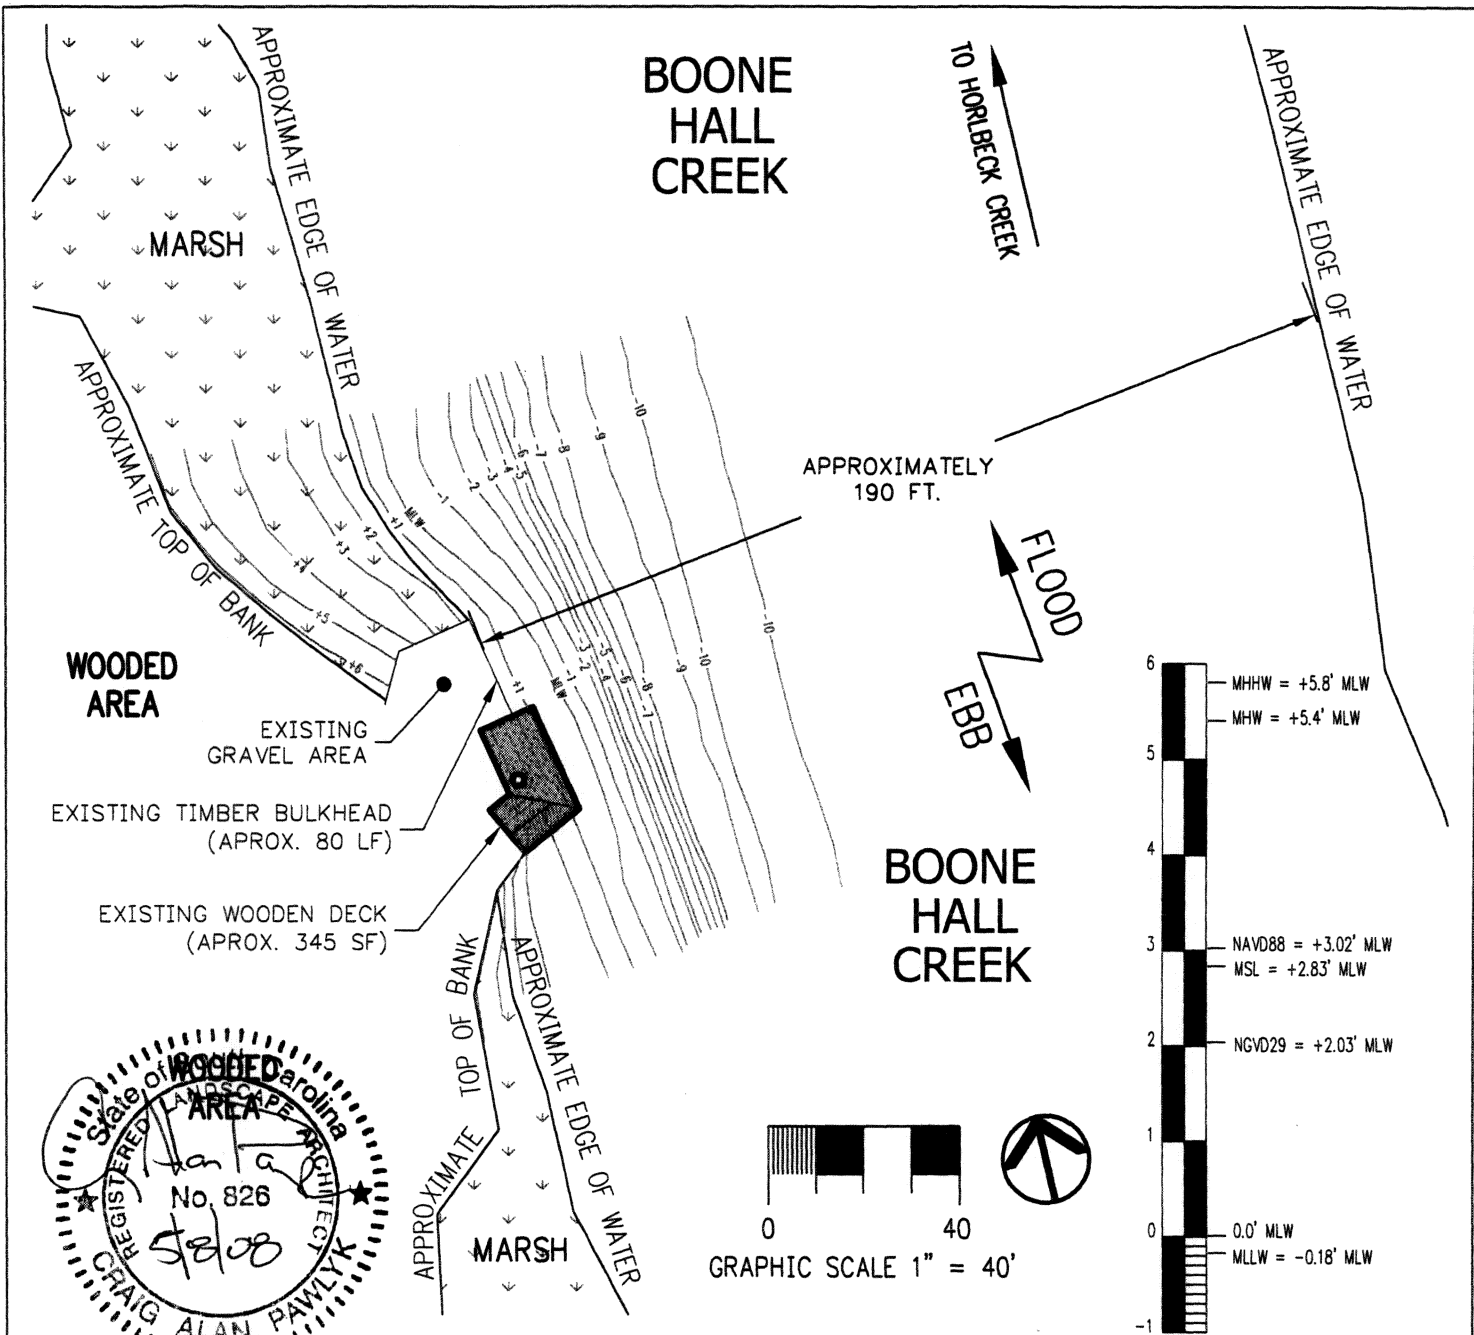 BOONE
HALL
CREEK
TO HORLBECK CREEK
APPROXIMATE EDGE OF WATER
APPROXIMATE EDGE OF WATER
MARSH
APPROXIMATE TOP OF BANK
-10
-9
-8
-7
-6
-5
-4
-3
-2
-1
MLW
+1
+2
+3
+4
+5
+6
APPROXIMATELY
190 FT.
FLOOD
EBB
WOODED
AREA
EXISTING
GRAVEL AREA
EXISTING TIMBER BULKHEAD
(APROX. 80 LF)
EXISTING WOODEN DECK
(APROX. 345 SF)
+1
MLW
-1
-2
-3
-4
-5
-6
-7
-8
-9
-10
-10
BOONE
HALL
CREEK
6
MHHW = +5.8' MLW
MHW = +5.4' MLW
5
4
3
NAVD88 = +3.02' MLW
MSL = +2.83' MLW
2
NGVD29 = +2.03' MLW
1
0
0.0' MLW
MLLW = -0.18' MLW
-1
APPROXIMATE TOP OF BANK
APPROXIMATE EDGE OF WATER
MARSH
WOODED
AREA
State of South Carolina
REGISTERED LANDSCAPE ARCHITECT
No. 826
5/8/08
CRAIG ALAN PAWLYK
0 40
GRAPHIC SCALE 1" = 40'